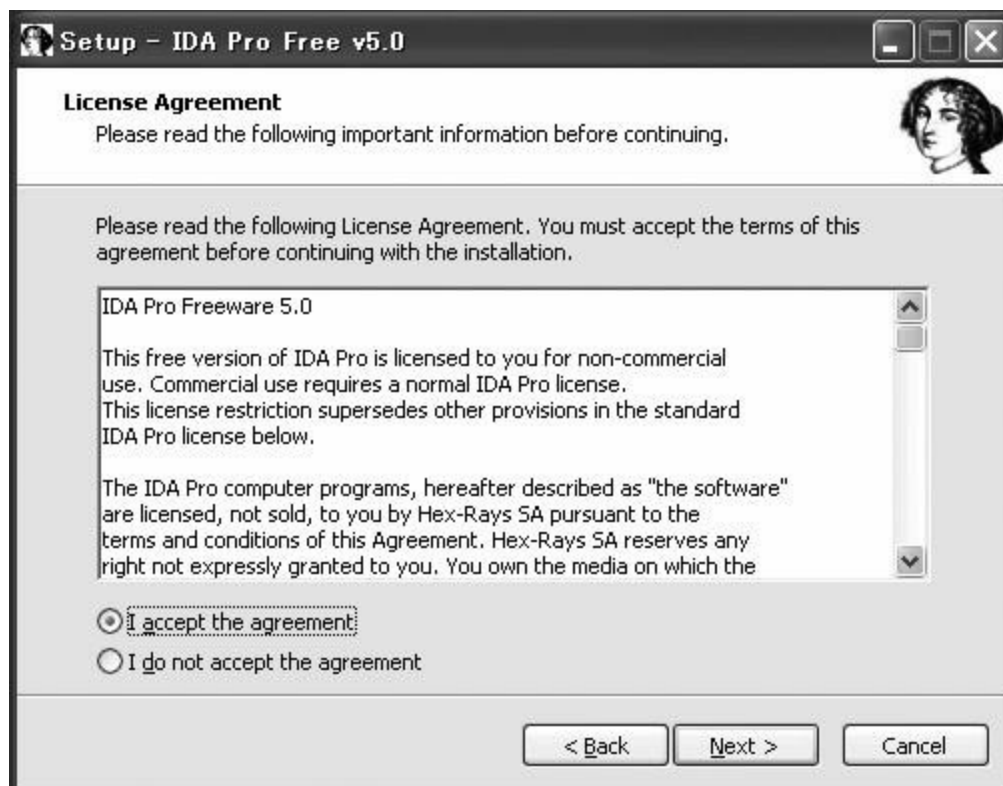 Setup - IDA Pro Free v5.0
License Agreement
Please read the following important information before continuing.
Please read the following License Agreement. You must accept the terms of this
agreement before continuing with the installation.
IDA Pro Freeware 5.0
This free version of IDA Pro is licensed to you for non-commercial
use. Commercial use requires a normal IDA Pro license.
This license restriction supersedes other provisions in the standard
IDA Pro license below.
The IDA Pro computer programs, hereafter described as "the software"
are licensed, not sold, to you by Hex-Rays SA pursuant to the
terms and conditions of this Agreement. Hex-Rays SA reserves any
right not expressly granted to you. You own the media on which the
I accept the agreement
I do not accept the agreement
< Back
Next >
Cancel